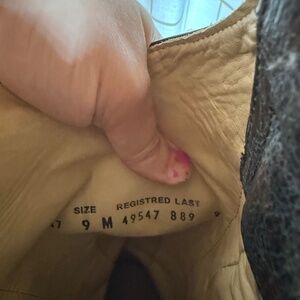 SIZE REGISTRED LAST
9 M 49547 889